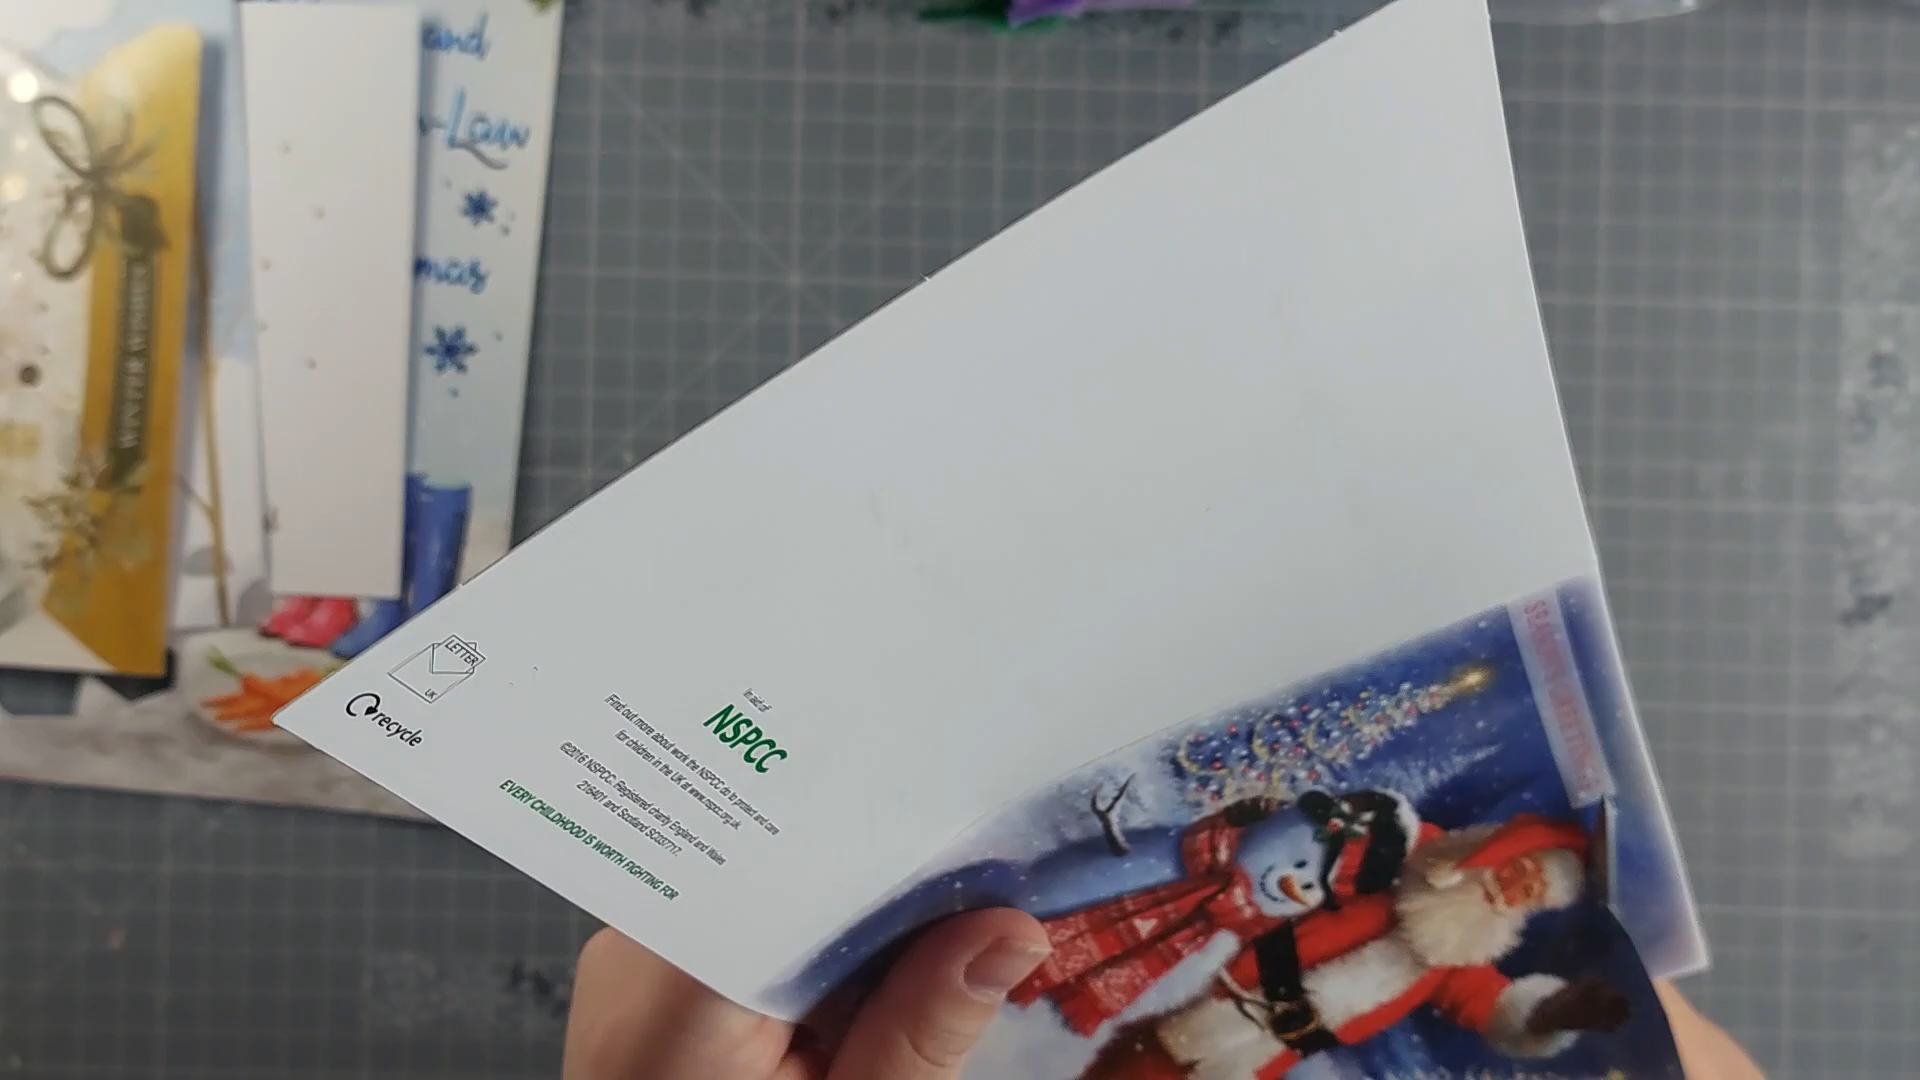 and
-Law
mas
WINTER WISHES
LETTER
UK
recycle
In aid of
NSPCC
Find out more about work the NSPCC do to protect and care
for children in the UK at www.nspcc.org.uk.
©2016 NSPCC. Registered charity England and Wales
216401 and Scotland SC037717.
EVERY CHILDHOOD IS WORTH FIGHTING FOR
SEASON'S GREETINGS